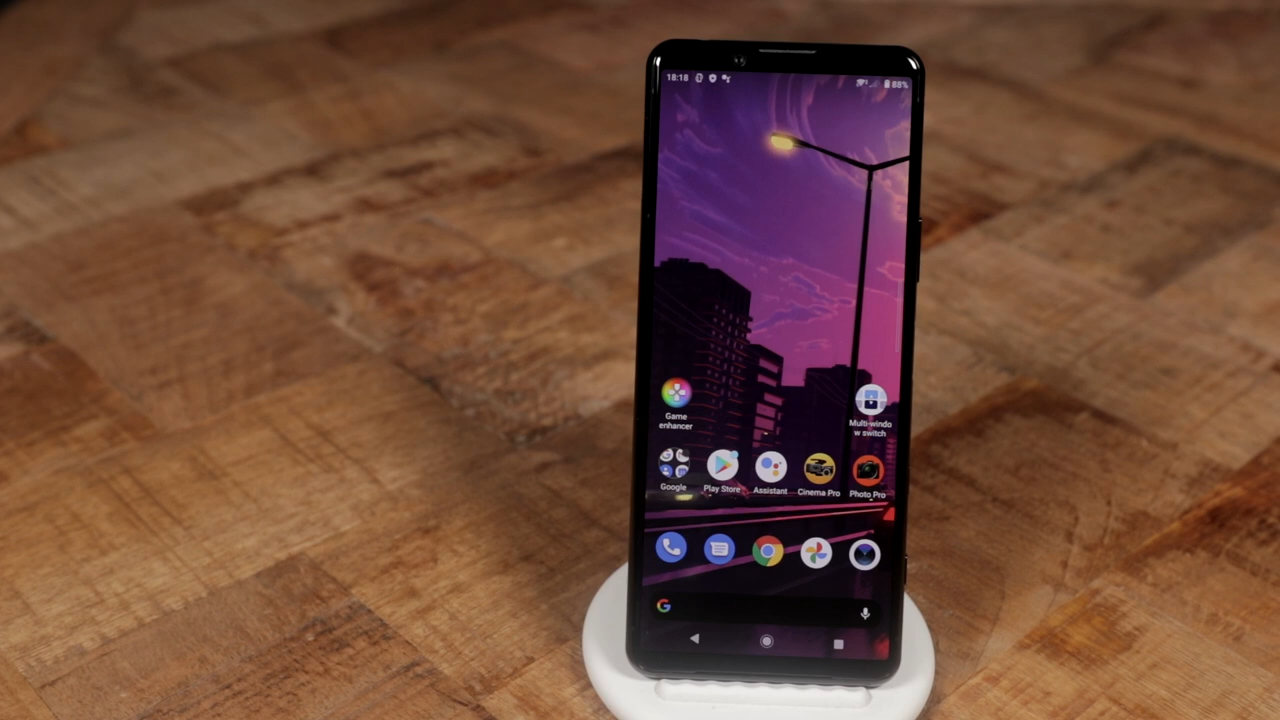 18:18
88%
Game
enhancer
Multi-windo
w switch
Google
Play Store
Assistant
Cinema Pro
Photo Pro
G